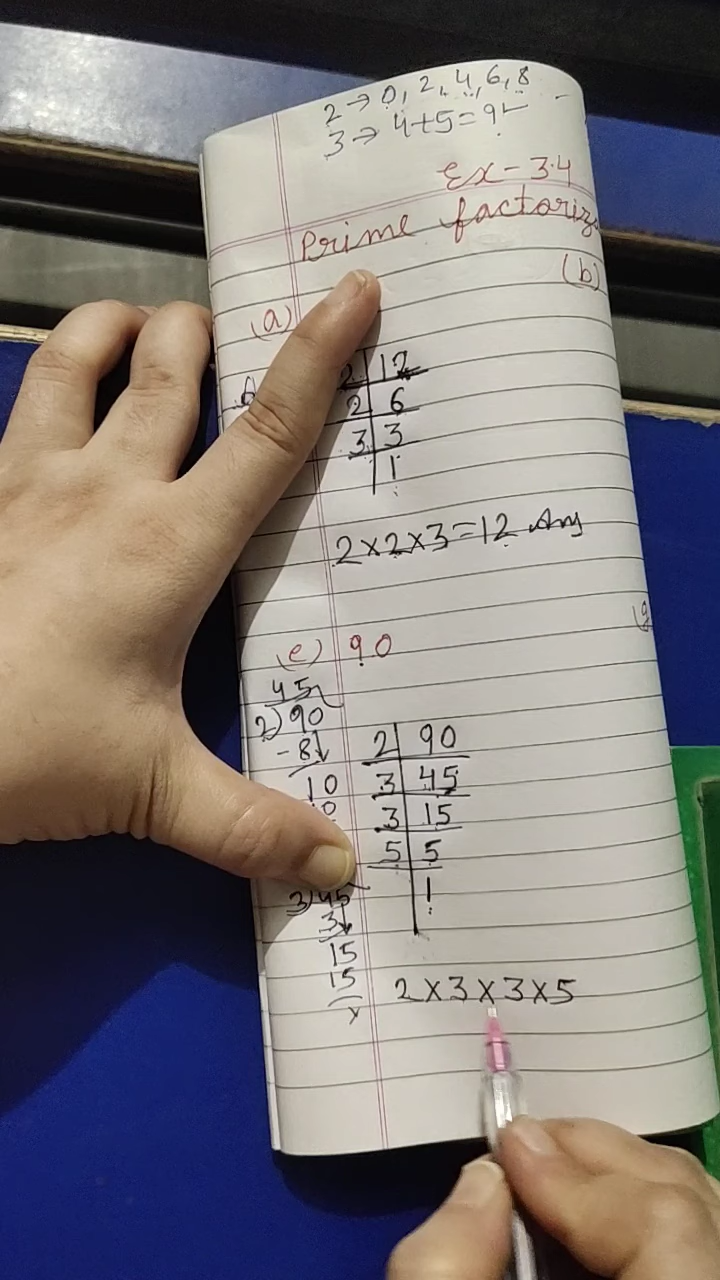 2 → 0, 2, 4, 6, 8
3 → 4+5=9
Ex - 3.4
Prime factoriz
(a)
(b)
2 | 12
2 | 6
3 | 3
1
2×2×3=12 Ans
(e) 90
(g
45
2)90
-8↓
10
0
3)45
3↓
15
15
x
2 | 90
3 | 45
3 | 15
5 | 5
1
2×3×3×5